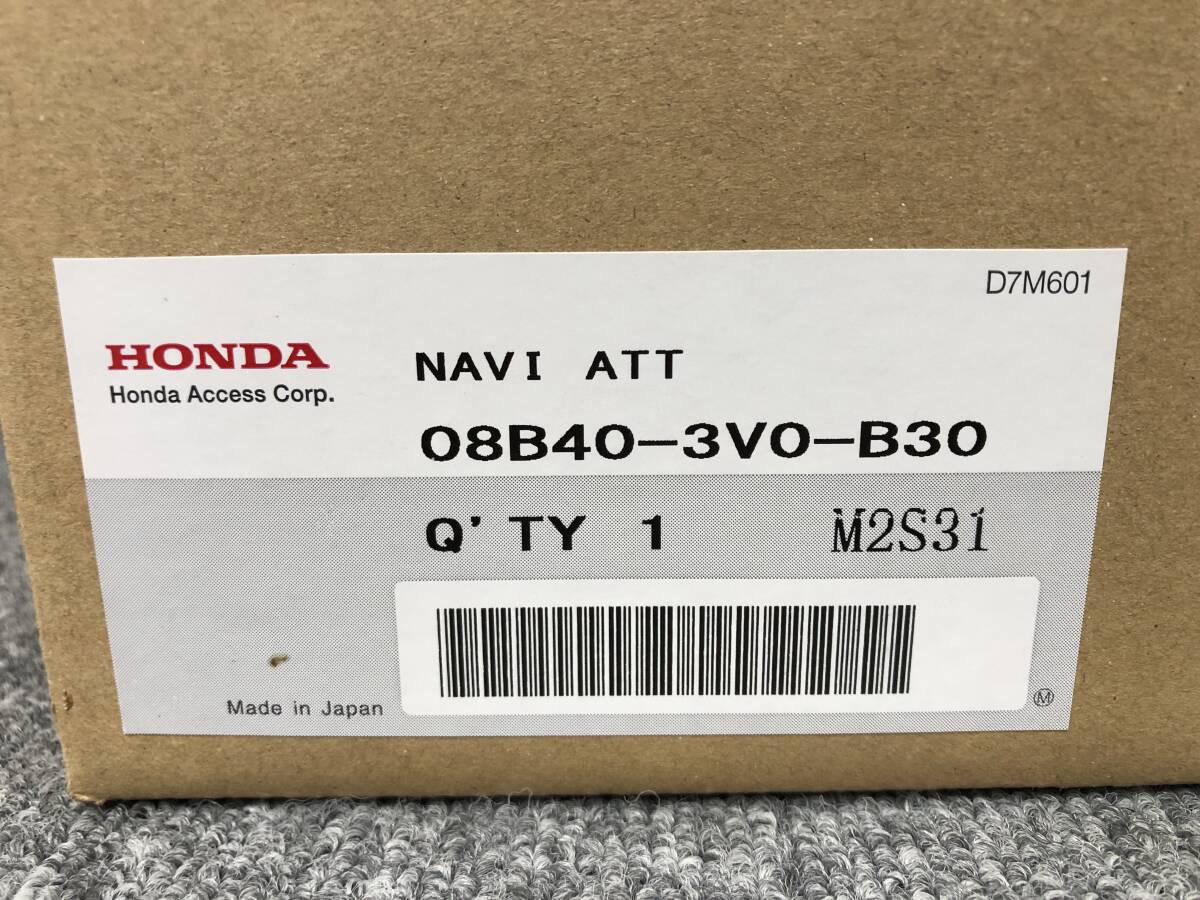 D7M601
HONDA
Honda Access Corp.
NAVI ATT
08B40-3V0-B30
Q'TY 1 M2S31
Made in Japan
M